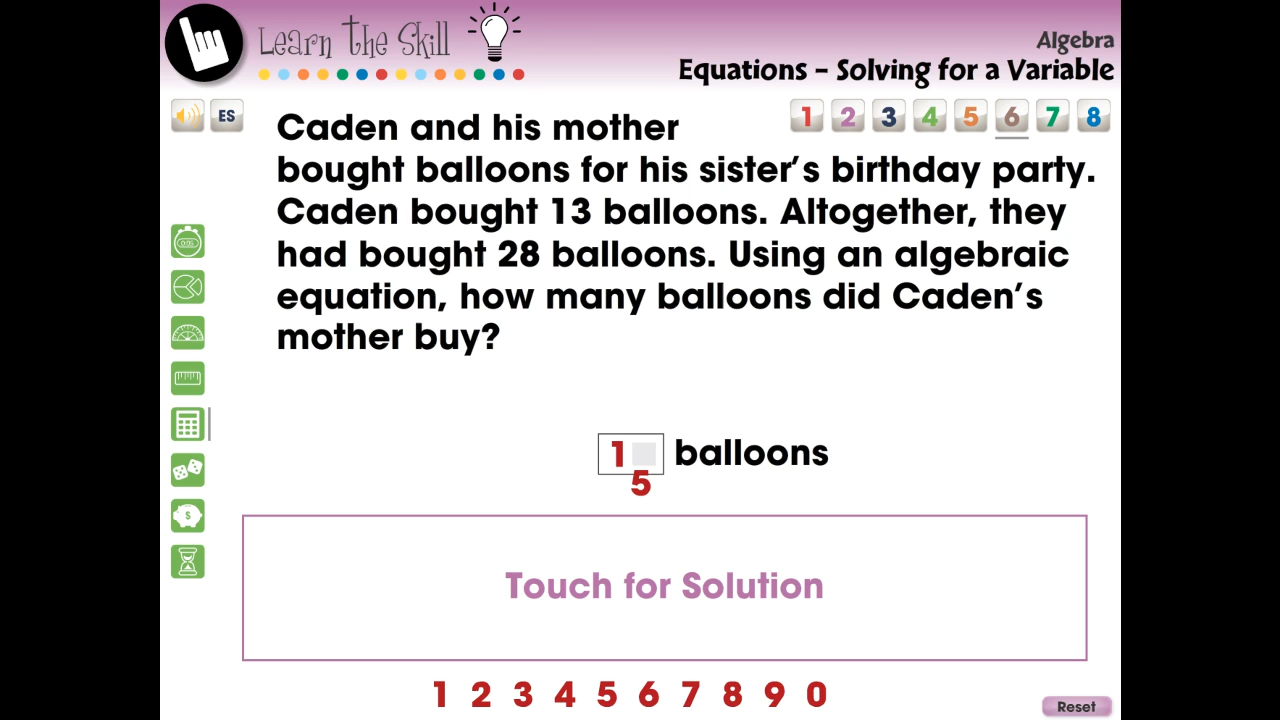 Learn the Skill
Algebra
Equations – Solving for a Variable
ES
1 2 3 4 5 6 7 8
Caden and his mother
bought balloons for his sister's birthday party.
Caden bought 13 balloons. Altogether, they
had bought 28 balloons. Using an algebraic
equation, how many balloons did Caden's
mother buy?
1 balloons
5
Touch for Solution
1 2 3 4 5 6 7 8 9 0
Reset